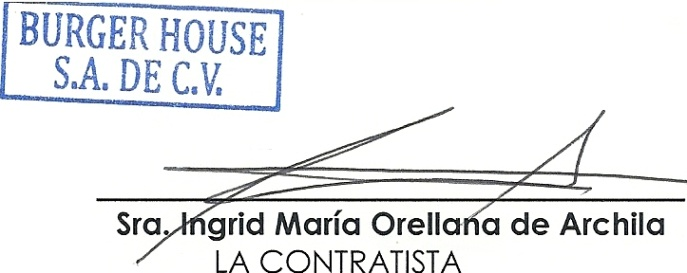 BURGER HOUSE
S.A. DE C.V.
Sra. Ingrid María Orellana de Archila
LA CONTRATISTA